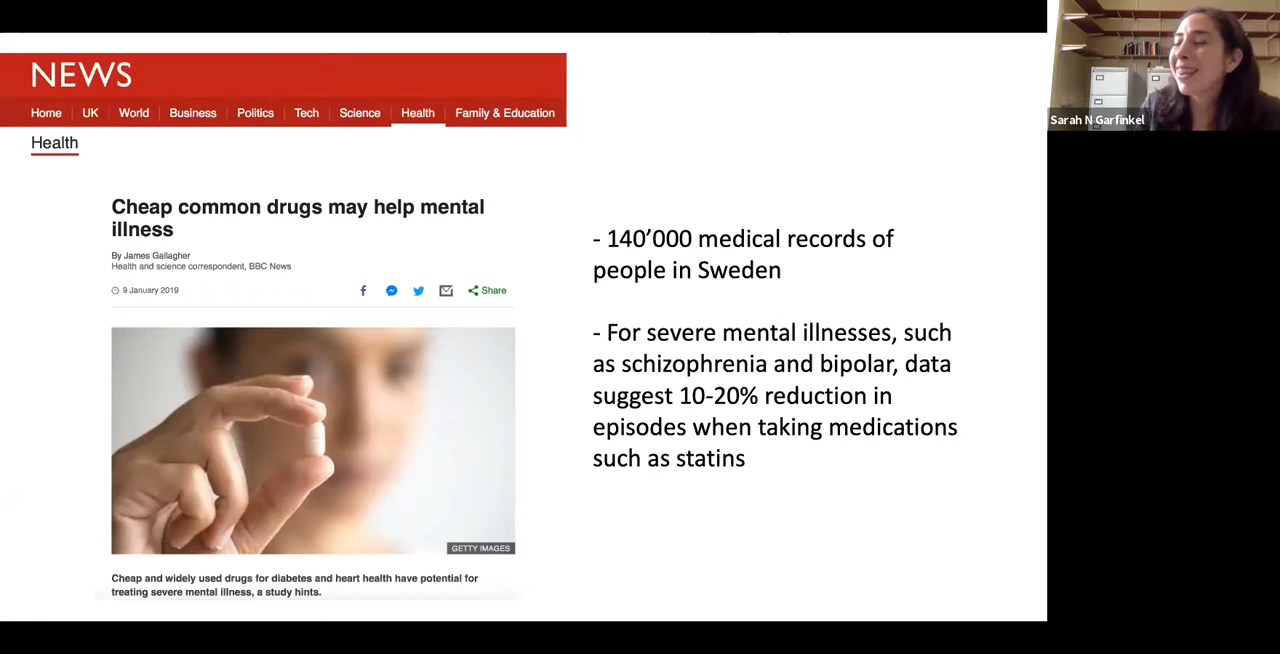 NEWS
Home UK World Business Politics Tech Science Health Family & Education
Health
Cheap common drugs may help mental
illness
By James Gallagher
Health and science correspondent, BBC News
9 January 2019
Share
GETTY IMAGES
Cheap and widely used drugs for diabetes and heart health have potential for
treating severe mental illness, a study hints.
- 140’000 medical records of
people in Sweden
- For severe mental illnesses, such
as schizophrenia and bipolar, data
suggest 10-20% reduction in
episodes when taking medications
such as statins
Sarah N Garfinkel